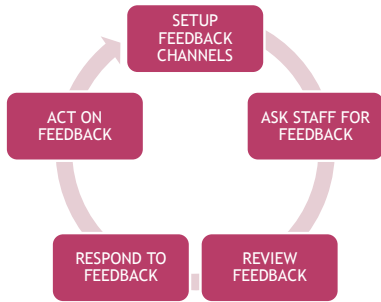 SETUP
FEEDBACK
CHANNELS
ASK STAFF FOR
FEEDBACK
REVIEW
FEEDBACK
RESPOND TO
FEEDBACK
ACT ON
FEEDBACK